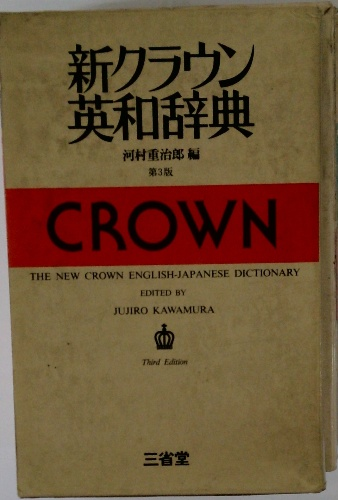 新クラウン
英和辞典
河村重治郎 編
第3版
CROWN
THE NEW CROWN ENGLISH-JAPANESE DICTIONARY
EDITED BY
JUJIRO KAWAMURA
Third Edition
三省堂